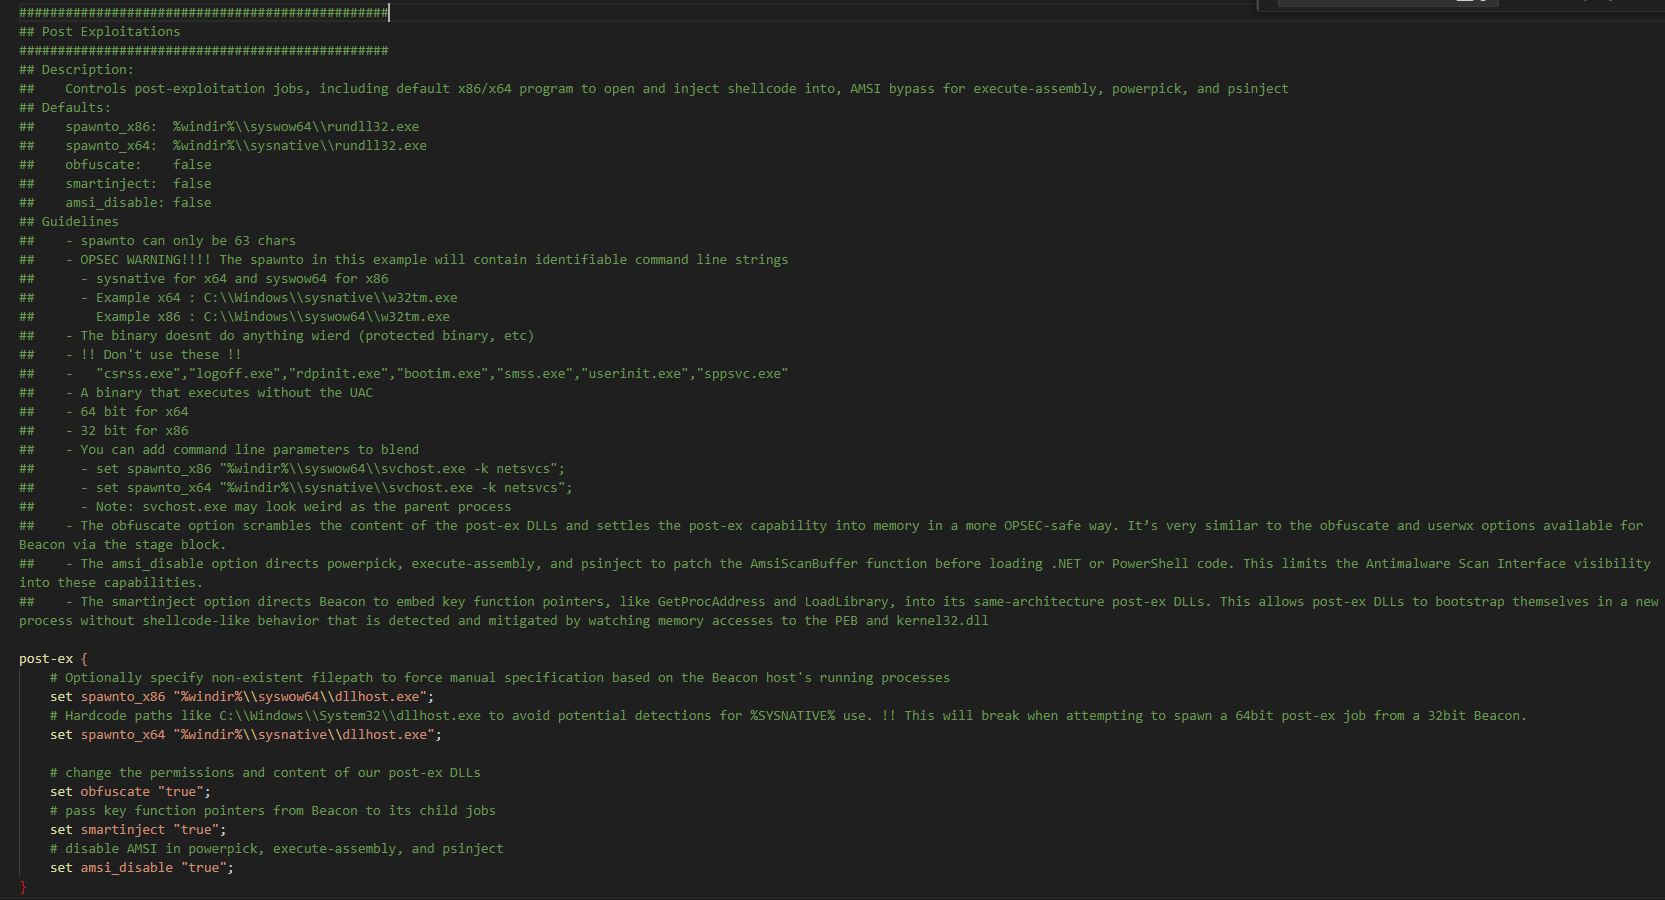 ################################################
## Post Exploitations
################################################
## Description:
##    Controls post-exploitation jobs, including default x86/x64 program to open and inject shellcode into, AMSI bypass for execute-assembly, powerpick, and psinject
## Defaults:
##    spawnto_x86:  %windir%\\syswow64\\rundll32.exe
##    spawnto_x64:  %windir%\\sysnative\\rundll32.exe
##    obfuscate:    false
##    smartinject:  false
##    amsi_disable: false
## Guidelines
##    - spawnto can only be 63 chars
##    - OPSEC WARNING!!!! The spawnto in this example will contain identifiable command line strings
##      - sysnative for x64 and syswow64 for x86
##      - Example x64 : C:\\Windows\\sysnative\\w32tm.exe
##        Example x86 : C:\\Windows\\syswow64\\w32tm.exe
##    - The binary doesnt do anything wierd (protected binary, etc)
##    - !! Don't use these !!
##    -   "csrss.exe","logoff.exe","rdpinit.exe","bootim.exe","smss.exe","userinit.exe","sppsvc.exe"
##    - A binary that executes without the UAC
##    - 64 bit for x64
##    - 32 bit for x86
##    - You can add command line parameters to blend
##      - set spawnto_x86 "%windir%\\syswow64\\svchost.exe -k netsvcs";
##      - set spawnto_x64 "%windir%\\sysnative\\svchost.exe -k netsvcs";
##      - Note: svchost.exe may look weird as the parent process
##    - The obfuscate option scrambles the content of the post-ex DLLs and settles the post-ex capability into memory in a more OPSEC-safe way. It’s very similar to the obfuscate and userwx options available for
Beacon via the stage block.
##    - The amsi_disable option directs powerpick, execute-assembly, and psinject to patch the AmsiScanBuffer function before loading .NET or PowerShell code. This limits the Antimalware Scan Interface visibility
into these capabilities.
##    - The smartinject option directs Beacon to embed key function pointers, like GetProcAddress and LoadLibrary, into its same-architecture post-ex DLLs. This allows post-ex DLLs to bootstrap themselves in a new
process without shellcode-like behavior that is detected and mitigated by watching memory accesses to the PEB and kernel32.dll
post-ex {
    # Optionally specify non-existent filepath to force manual specification based on the Beacon host's running processes
    set spawnto_x86 "%windir%\\syswow64\\dllhost.exe";
    # Hardcode paths like C:\\Windows\\System32\\dllhost.exe to avoid potential detections for %SYSNATIVE% use. !! This will break when attempting to spawn a 64bit post-ex job from a 32bit Beacon.
    set spawnto_x64 "%windir%\\sysnative\\dllhost.exe";
    # change the permissions and content of our post-ex DLLs
    set obfuscate "true";
    # pass key function pointers from Beacon to its child jobs
    set smartinject "true";
    # disable AMSI in powerpick, execute-assembly, and psinject
    set amsi_disable "true";
}